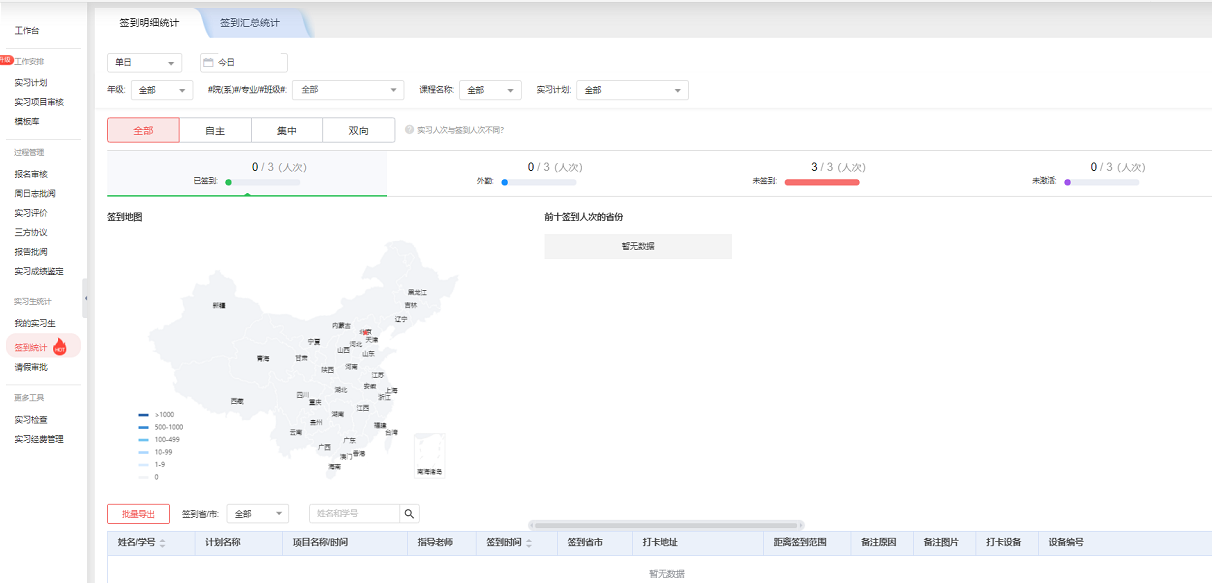 工作台
升级
工作安排
实习计划
实习项目审核
模板库
过程管理
报名审核
周日志批阅
实习评价
三方协议
报告批阅
实习成绩鉴定
实习生统计
我的实习生
签到统计 HOT
请假审批
更多工具
实习检查
实习经费管理
签到明细统计 签到汇总统计
单日 今日
年级: 全部 #院(系)#/专业/#班级#: 全部 课程名称: 全部 实习计划: 全部
全部 自主 集中 双向 ? 实习人次与签到人次不同?
0 / 3 (人次) 0 / 3 (人次) 3 / 3 (人次) 0 / 3 (人次)
已签到: 外勤: 未签到: 未激活:
签到地图 前十签到人次的省份
暂无数据
黑龙江
新疆 吉林
辽宁
内蒙古 北京
宁夏 河北 天津
山西 山东
青海 甘肃
陕西 河南
江苏
安徽
四川 湖北 上海
西藏 重庆 浙江
湖南 江西
贵州
云南 福建
台湾
广西 广东
澳门 香港
海南
南海诸岛
>1000
500-1000
100-499
10-99
1-9
0
批量导出 签到省/市: 全部 姓名和学号
姓名/学号 计划名称 项目名称/时间 指导老师 签到时间 签到省市 打卡地址 距离签到范围 备注原因 备注图片 打卡设备 设备编号
暂无数据